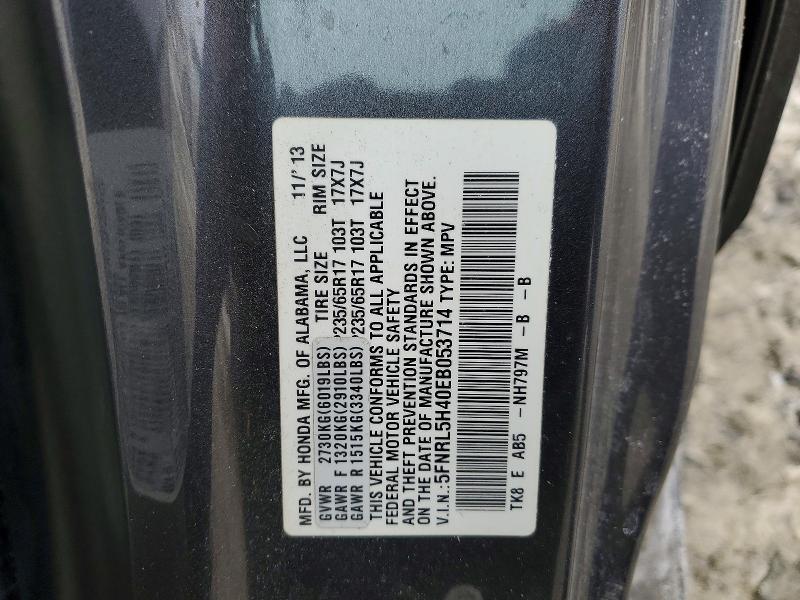 MFD. BY HONDA MFG. OF ALABAMA, LLC 11/'13
TIRE SIZE RIM SIZE
GVWR 2730KG(6019LBS)
GAWR F 1320KG(2910LBS) P235/65R17 103T 17X7J
GAWR R 1515KG(3340LBS) P235/65R17 103T 17X7J
THIS VEHICLE CONFORMS TO ALL APPLICABLE
FEDERAL MOTOR VEHICLE SAFETY
AND THEFT PREVENTION STANDARDS IN EFFECT
ON THE DATE OF MANUFACTURE SHOWN ABOVE.
V.I.N.: 5FNRL5H40EB053714 TYPE: MPV
TK8 E AB5 -NH797M -B -B